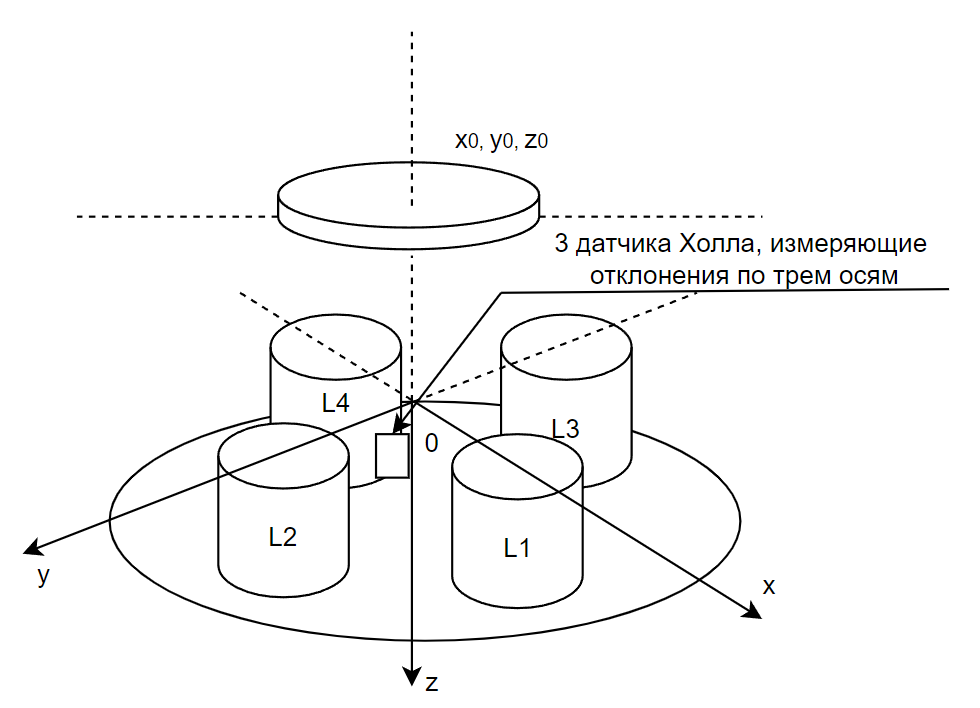 x0, y0, z0
3 датчика Холла, измеряющие
отклонения по трем осям
L4
L3
0
L2
L1
y
x
z